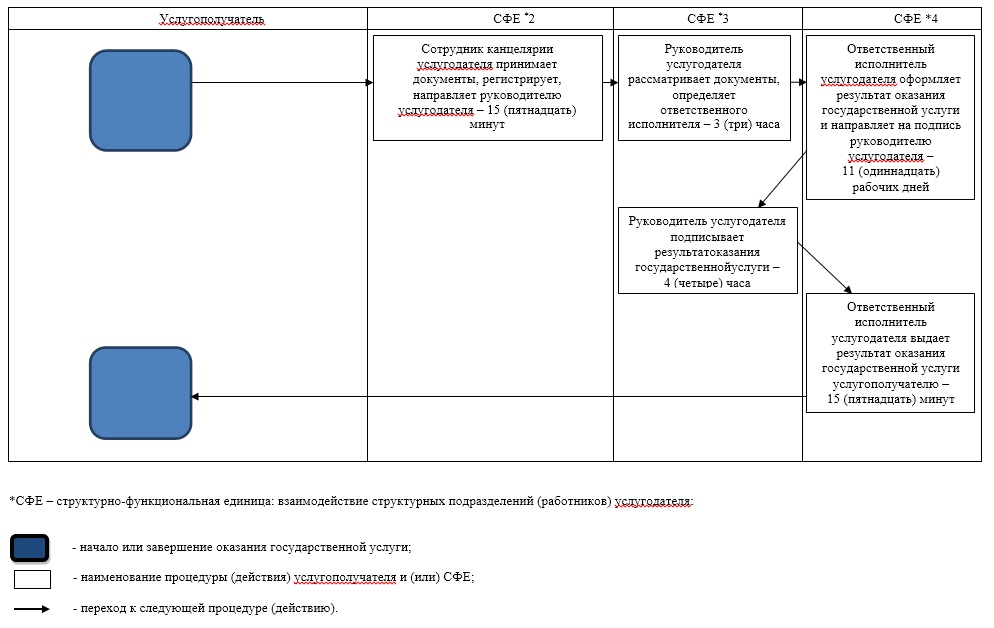 Услугополучатель
СФЕ *2
СФЕ *3
СФЕ *4
Сотрудник канцелярии
услугодателя принимает
документы, регистрирует,
направляет руководителю
услугодателя – 15 (пятнадцать)
минут
Руководитель
услугодателя
рассматривает документы,
определяет
ответственного
исполнителя – 3 (три) часа
Ответственный
исполнитель
услугодателя оформляет
результат оказания
государственной услуги
и направляет на подпись
руководителю
услугодателя –
11 (одиннадцать)
рабочих дней
Руководитель услугодателя
подписывает
результатоказания
государственнойуслуги –
4 (четыре) часа
Ответственный
исполнитель
услугодателя выдает
результат оказания
государственной услуги
услугополучателю –
15 (пятнадцать) минут
*СФЕ – структурно-функциональная единица: взаимодействие структурных подразделений (работников) услугодателя:
- начало или завершение оказания государственной услуги;
- наименование процедуры (действия) услугополучателя и (или) СФЕ;
- переход к следующей процедуре (действию).